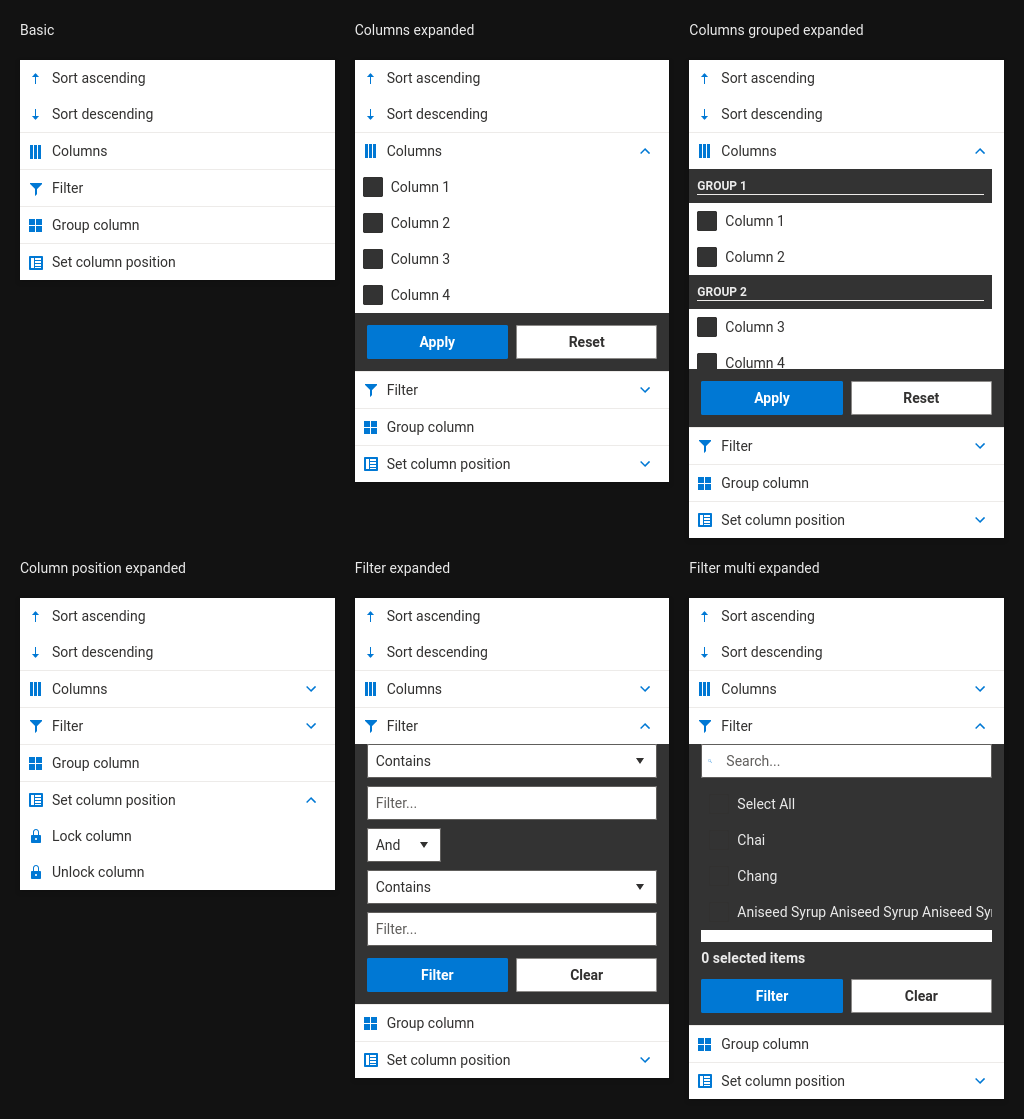 Basic
Sort ascending
Sort descending
Columns
Filter
Group column
Set column position
Columns expanded
Sort ascending
Sort descending
Columns
Column 1
Column 2
Column 3
Column 4
Apply Reset
Filter
Group column
Set column position
Columns grouped expanded
Sort ascending
Sort descending
Columns
GROUP 1
Column 1
Column 2
GROUP 2
Column 3
Column 4
Apply Reset
Filter
Group column
Set column position
Column position expanded
Sort ascending
Sort descending
Columns
Filter
Group column
Set column position
Lock column
Unlock column
Filter expanded
Sort ascending
Sort descending
Columns
Filter
Contains
Filter...
And
Contains
Filter...
Filter Clear
Group column
Set column position
Filter multi expanded
Sort ascending
Sort descending
Columns
Filter
Search...
Select All
Chai
Chang
Aniseed Syrup Aniseed Syrup Aniseed
0 selected items
Filter Clear
Group column
Set column position